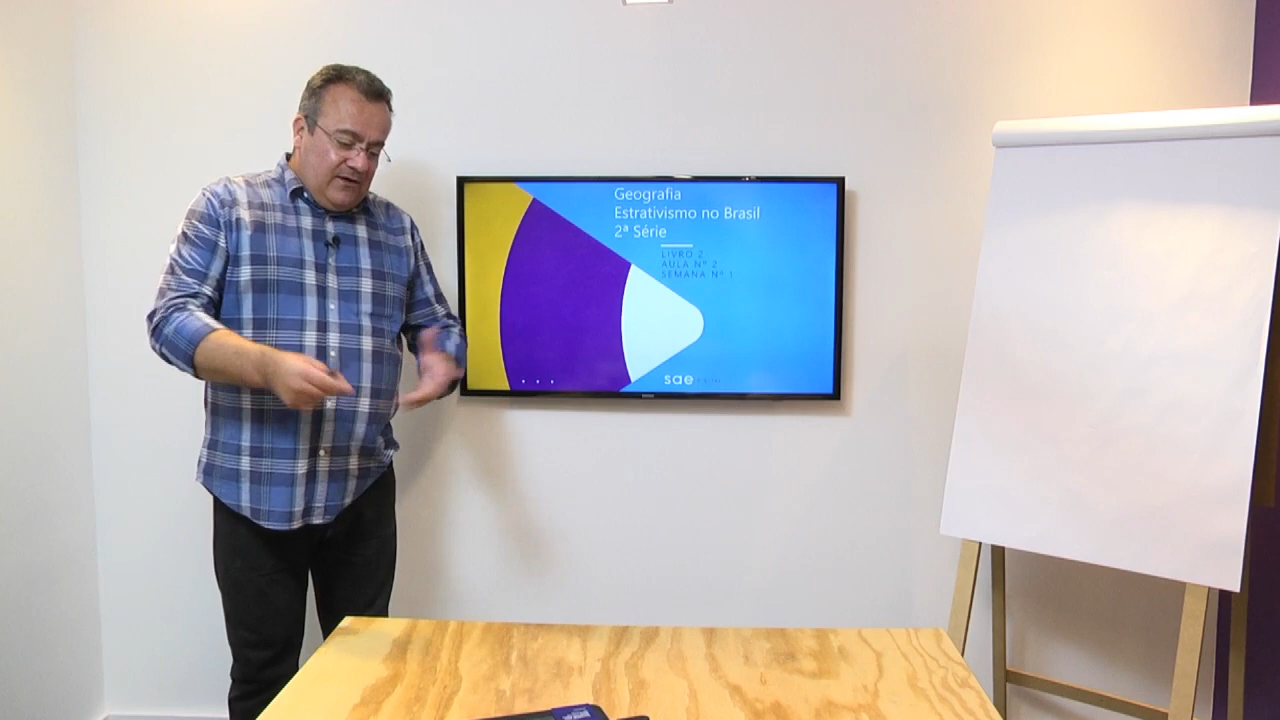 Geografia
Estrativismo no Brasil
2ª Série
LIVRO 2
AULA Nº 2
SEMANA Nº 1
sae